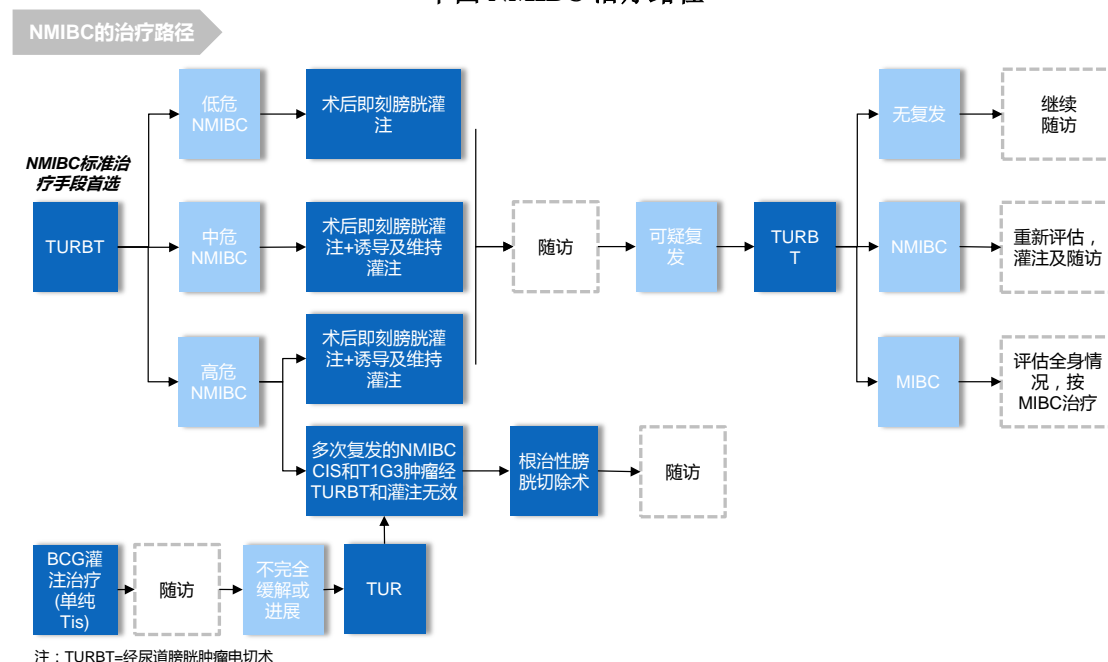 中国 NMIBC 治疗路径
NMIBC的治疗路径
NMIBC标准治
疗手段首选
TURBT
低危
NMIBC
术后即刻膀胱灌
注
中危
NMIBC
术后即刻膀胱灌
注+诱导及维持
灌注
高危
NMIBC
术后即刻膀胱灌
注+诱导及维持
灌注
多次复发的NMIBC
CIS和T1G3肿瘤经
TURBT和灌注无效
根治性膀
胱切除术
随访
随访
可疑复
发
TURB
T
无复发
继续
随访
NMIBC
重新评估，
灌注及随访
MIBC
评估全身情
况，按
MIBC治疗
BCG灌
注治疗
(单纯
Tis)
随访
不完全
缓解或
进展
TUR
注：TURBT=经尿道膀胱肿瘤电切术